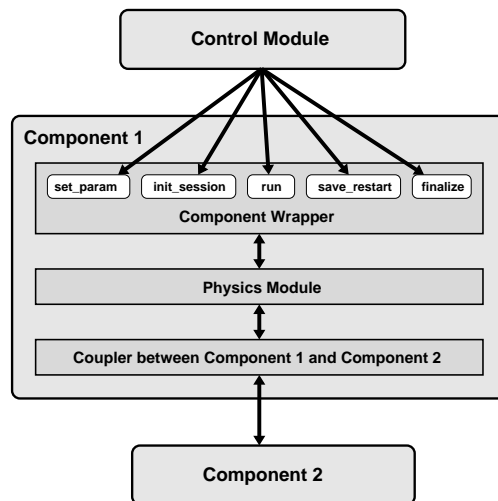 Control Module
Component 1
set_param init_session run save_restart finalize
Component Wrapper
Physics Module
Coupler between Component 1 and Component 2
Component 2